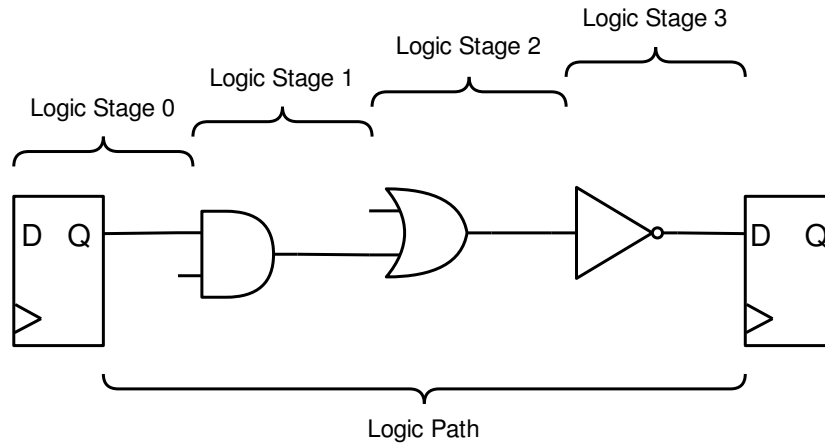 Logic Stage 3
Logic Stage 2
Logic Stage 1
Logic Stage 0
D Q
D Q
Logic Path